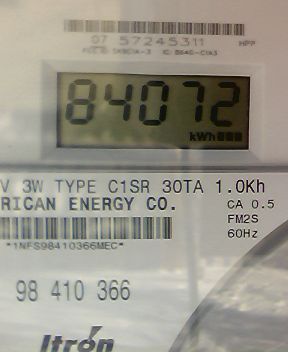 07 57245311 HPP
84072
kWh
V 3W TYPE C1SR 30TA 1.0Kh
RICAN ENERGY CO. CA 0.5
FM2S
60Hz
*1NFS98410366MEC*
98 410 366
Itron